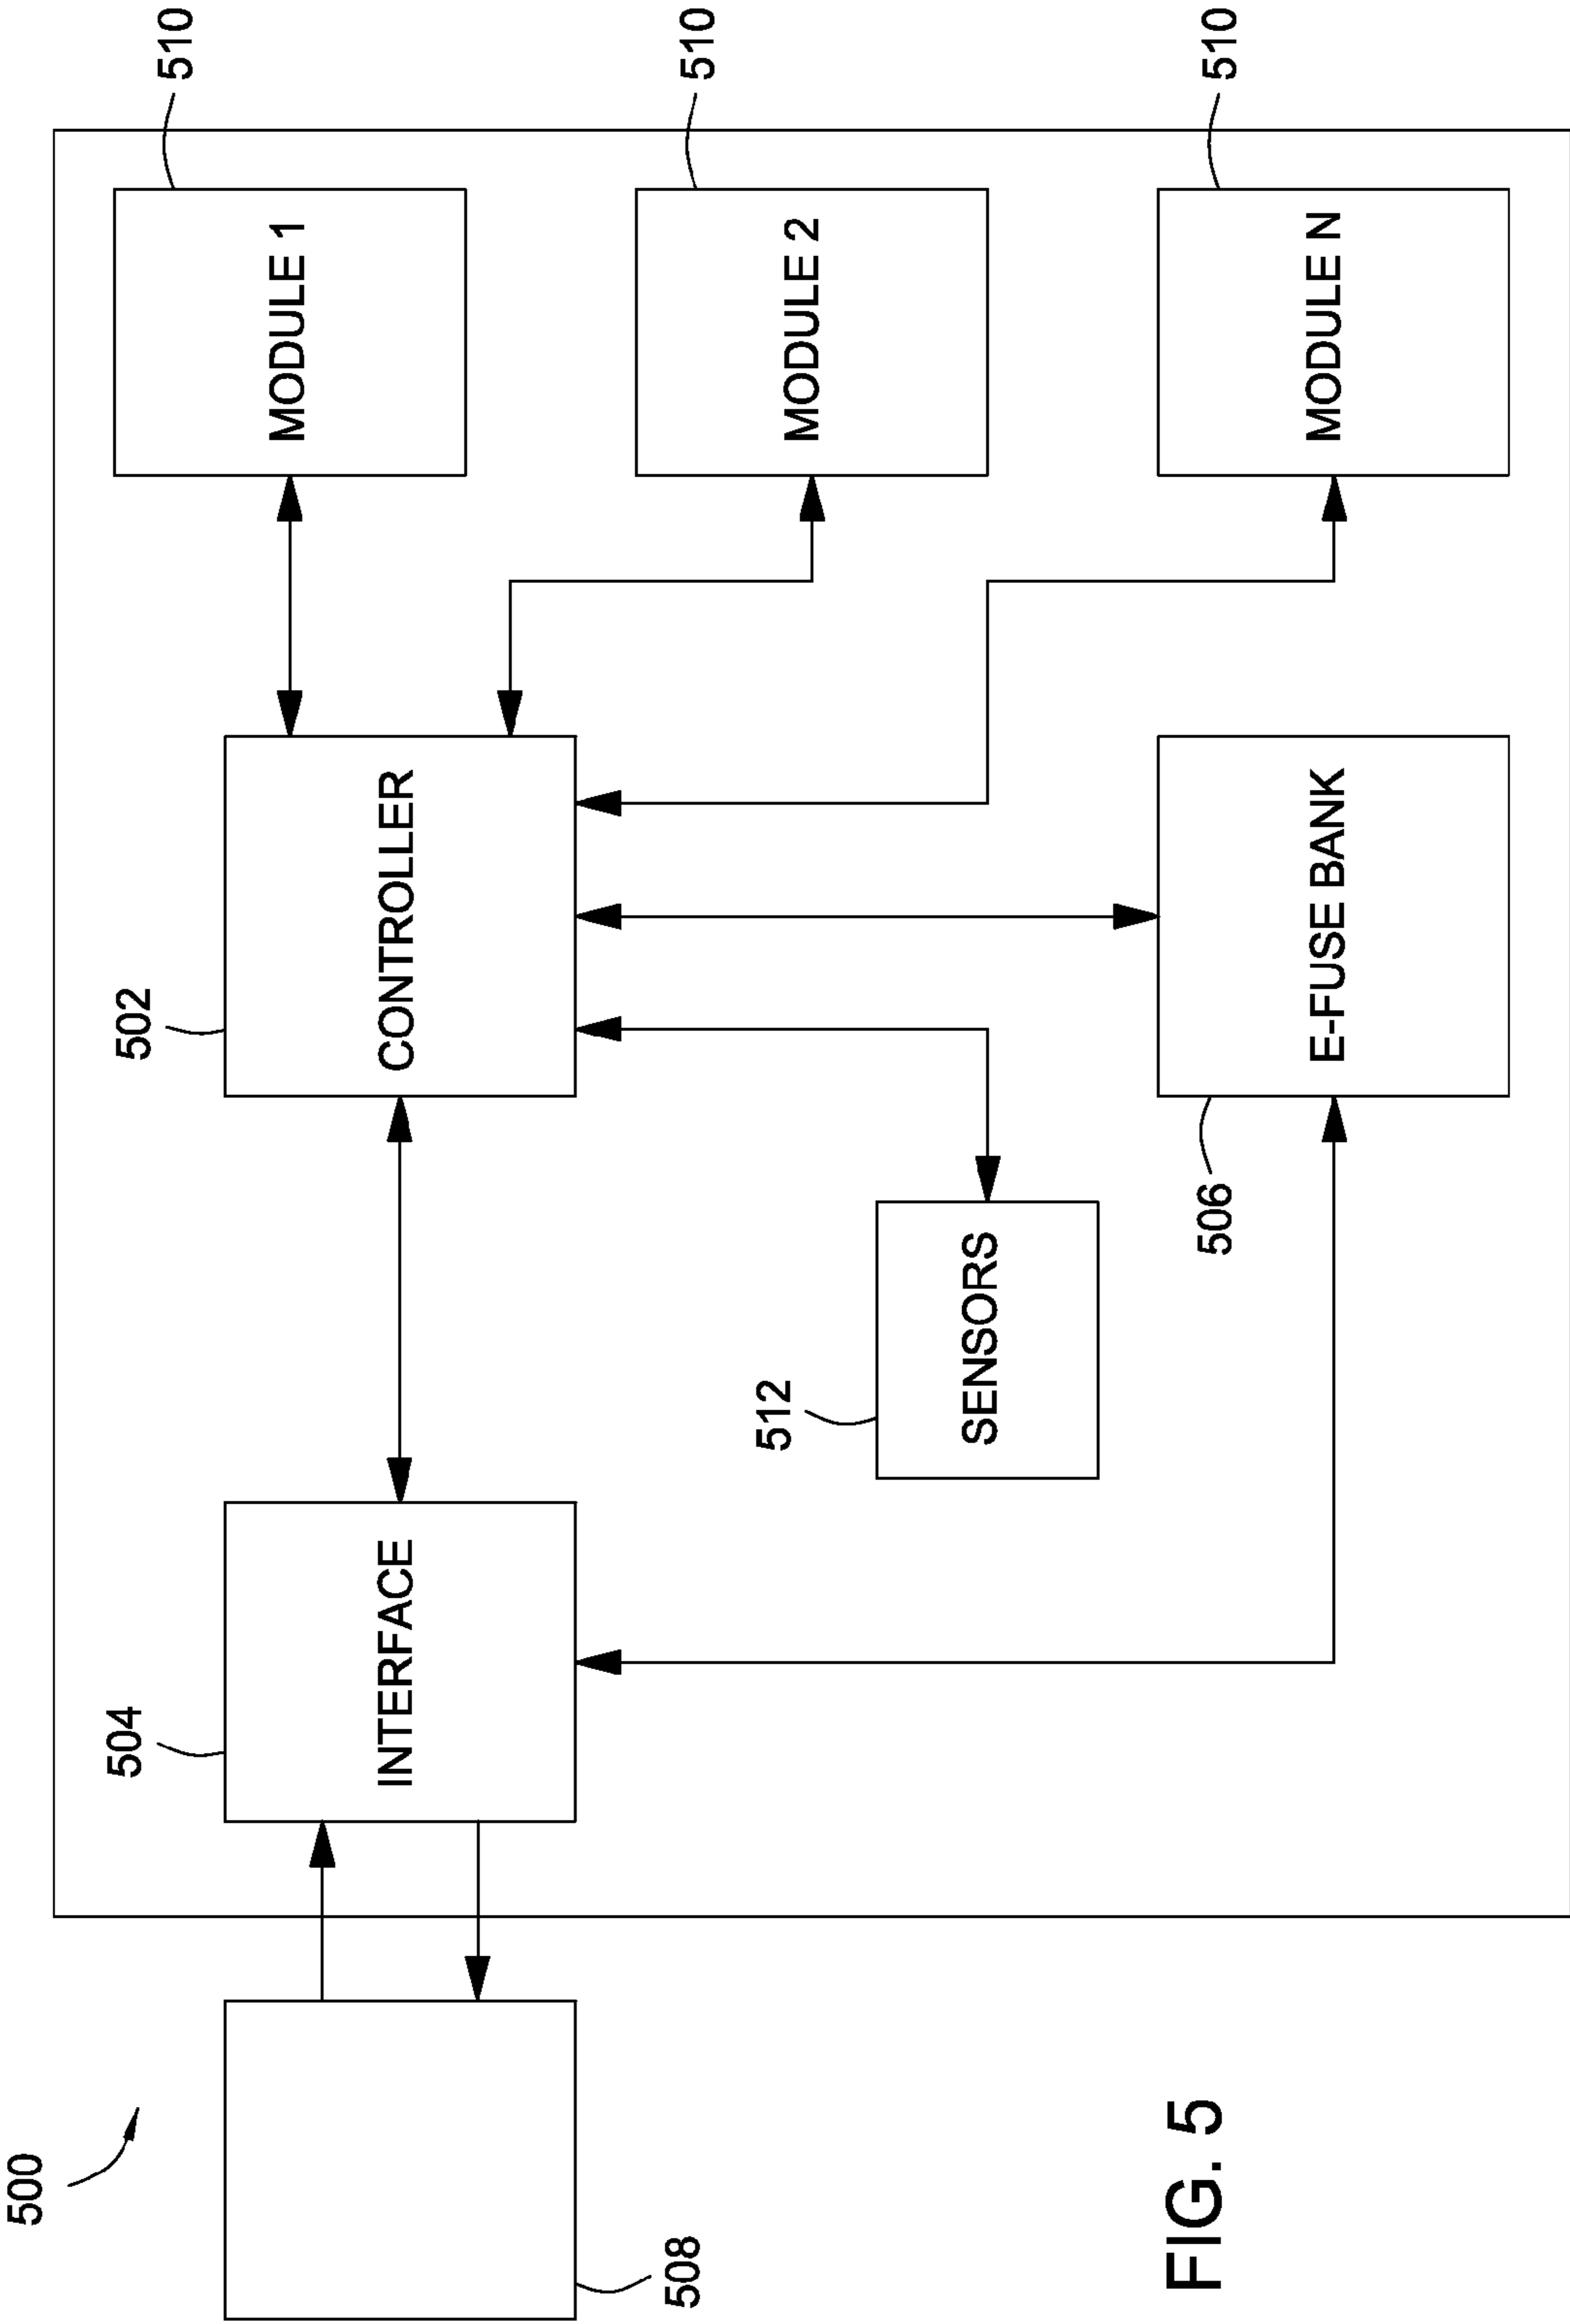 500
508
504
INTERFACE
502
CONTROLLER
512
SENSORS
506
E-FUSE BANK
MODULE 1
510
MODULE 2
510
MODULE N
510
FIG. 5